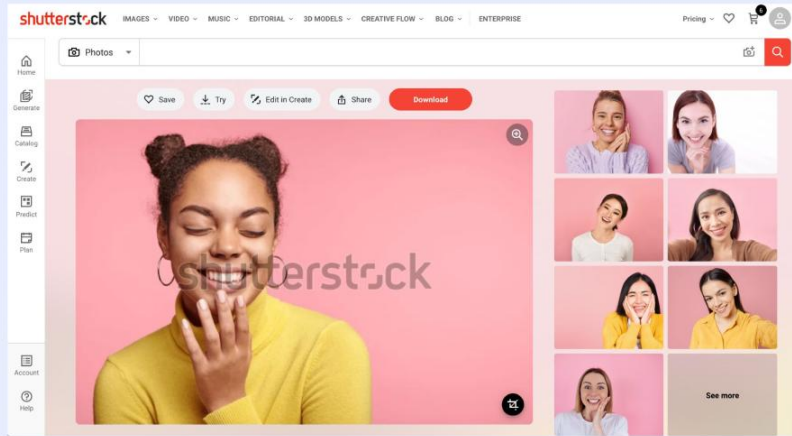 shutterstock IMAGES VIDEO MUSIC EDITORIAL 3D MODELS CREATIVE FLOW BLOG ENTERPRISE Pricing 6
Photos
Home
Generate
Catalog
Create
Predict
Plan
Account
Help
Save Try Edit in Create Share Download
shutterstock
See more